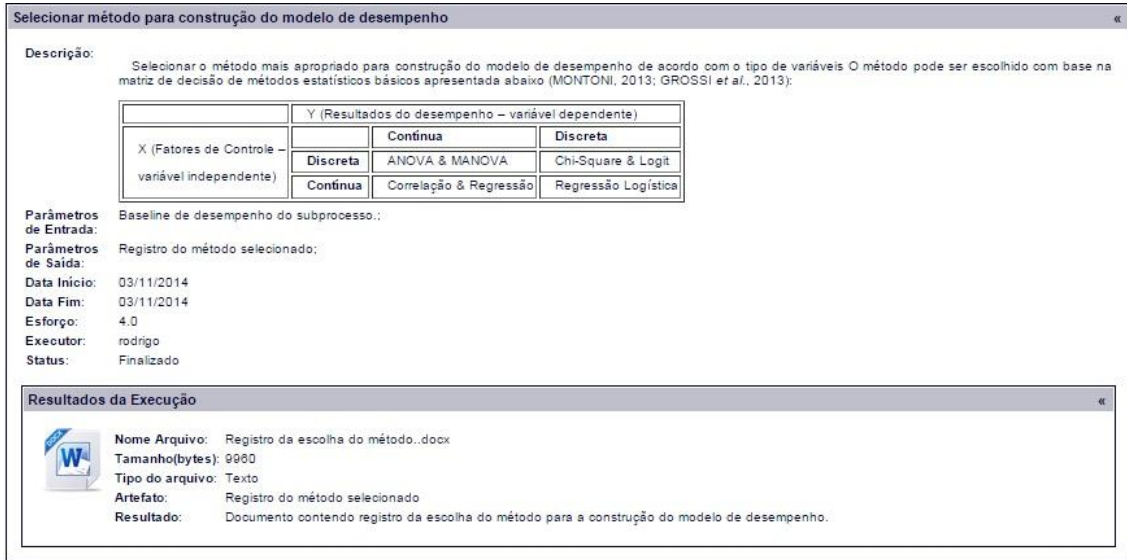 Selecionar método para construção do modelo de desempenho «
Descrição:
Selecionar o método mais apropriado para construção do modelo de desempenho de acordo com o tipo de variáveis O método pode ser escolhido com base na
matriz de decisão de métodos estatísticos básicos apresentada abaixo (MONTONI, 2013; GROSSI et al., 2013):
Y (Resultados do desempenho – variável dependente)
X (Fatores de Controle –
variável independente)
Contínua Discreta
Discreta ANOVA & MANOVA Chi-Square & Logit
Contínua Correlação & Regressão Regressão Logística
Parâmetros de Entrada: Baseline de desempenho do subprocesso.;
Parâmetros de Saída: Registro do método selecionado;
Data Início: 03/11/2014
Data Fim: 03/11/2014
Esforço: 4.0
Executor: rodrigo
Status: Finalizado
Resultados da Execução «
DOCX
W
Nome Arquivo: Registro da escolha do método..docx
Tamanho(bytes): 9960
Tipo do arquivo: Texto
Artefato: Registro do método selecionado
Resultado: Documento contendo registro da escolha do método para a construção do modelo de desempenho.